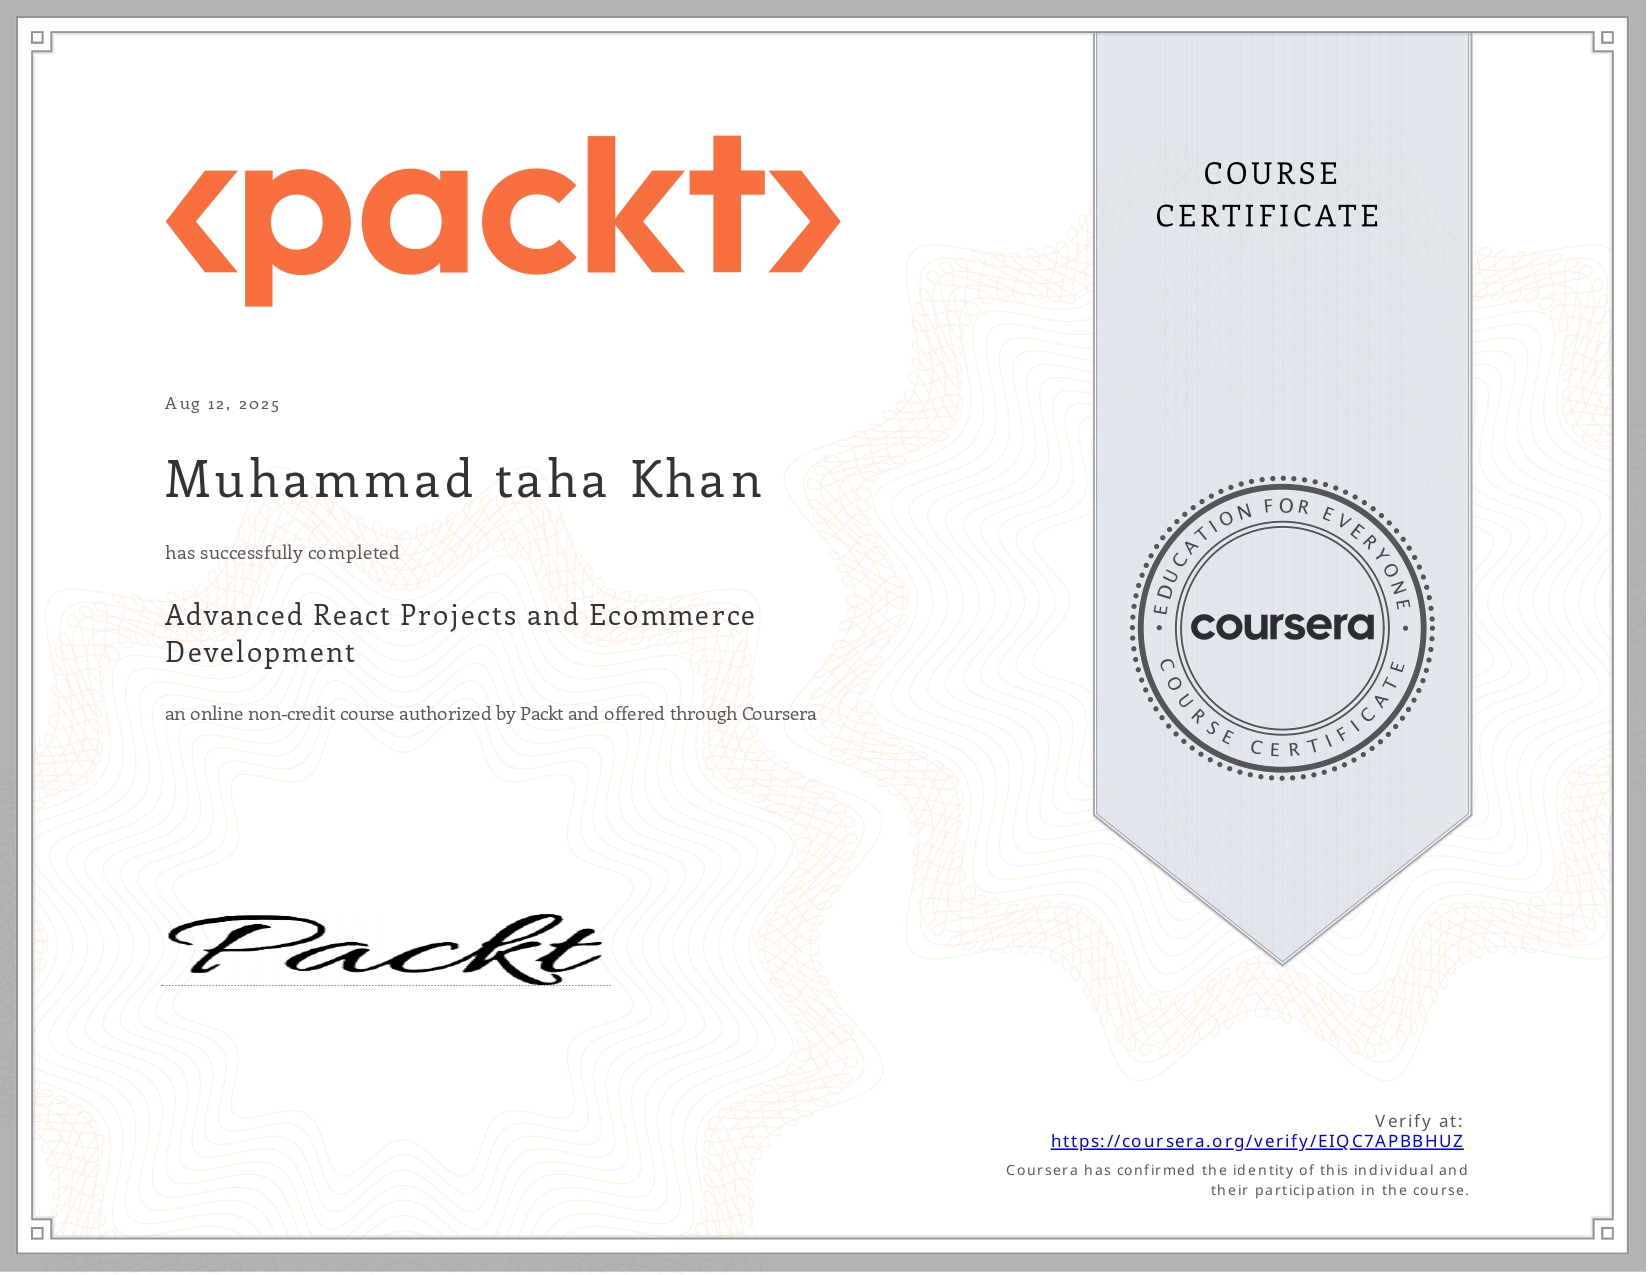 <packt>
COURSE
CERTIFICATE
Aug 12, 2025
Muhammad taha Khan
has successfully completed
Advanced React Projects and Ecommerce
Development
an online non-credit course authorized by Packt and offered through Coursera
EDUCATION FOR EVERYONE
coursera
COURSE CERTIFICATE
Packt
Verify at:
https://coursera.org/verify/EIQC7APBBHUZ
Coursera has confirmed the identity of this individual and
their participation in the course.